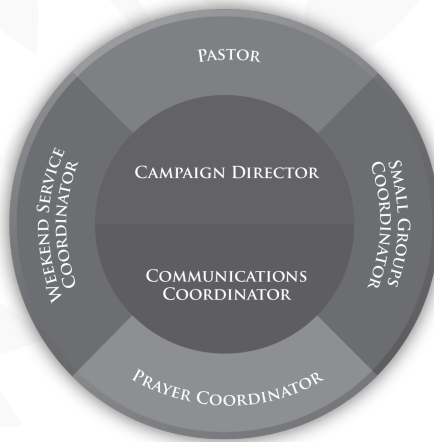 PASTOR
CAMPAIGN DIRECTOR
WEEKEND SERVICE
COORDINATOR
SMALL GROUPS
COORDINATOR
COMMUNICATIONS
COORDINATOR
PRAYER COORDINATOR